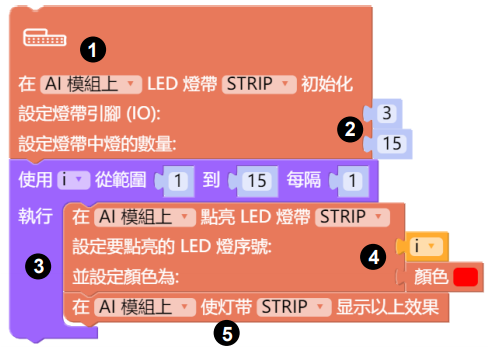 1
在 AI 模組上 LED 燈帶 STRIP 初始化
設定燈帶引腳 (IO): 3
2
設定燈帶中燈的數量: 15
使用 i 從範圍 1 到 15 每隔 1
執行 在 AI 模組上 點亮 LED 燈帶 STRIP
設定要點亮的 LED 燈序號: i
3 4
並設定顏色為: 顏色
在 AI 模組上 使灯带 STRIP 显示以上效果
5